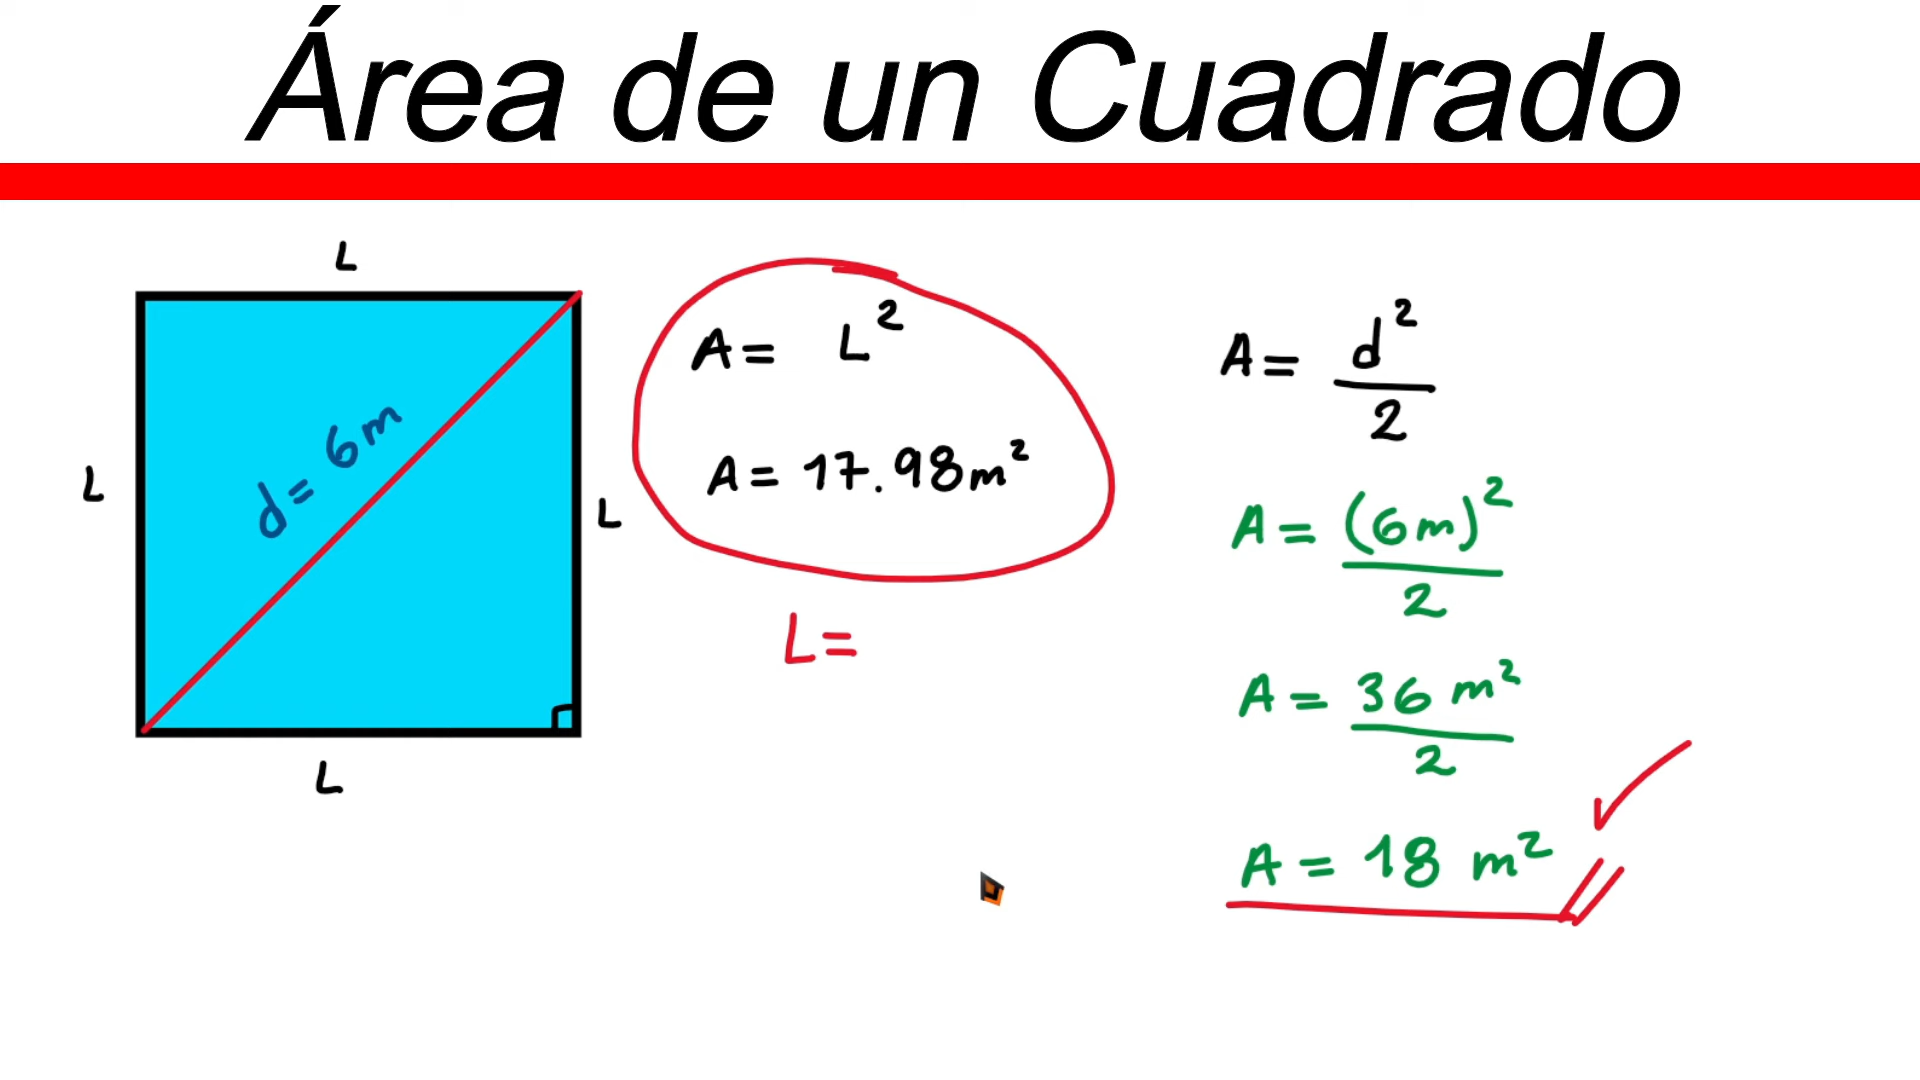 Área de un Cuadrado
L
L
d= 6m
L
L
A= L²
A= 17.98m²
L=
A= d²/2
A= (6m)²/2
A= 36 m²/2
A= 18 m²